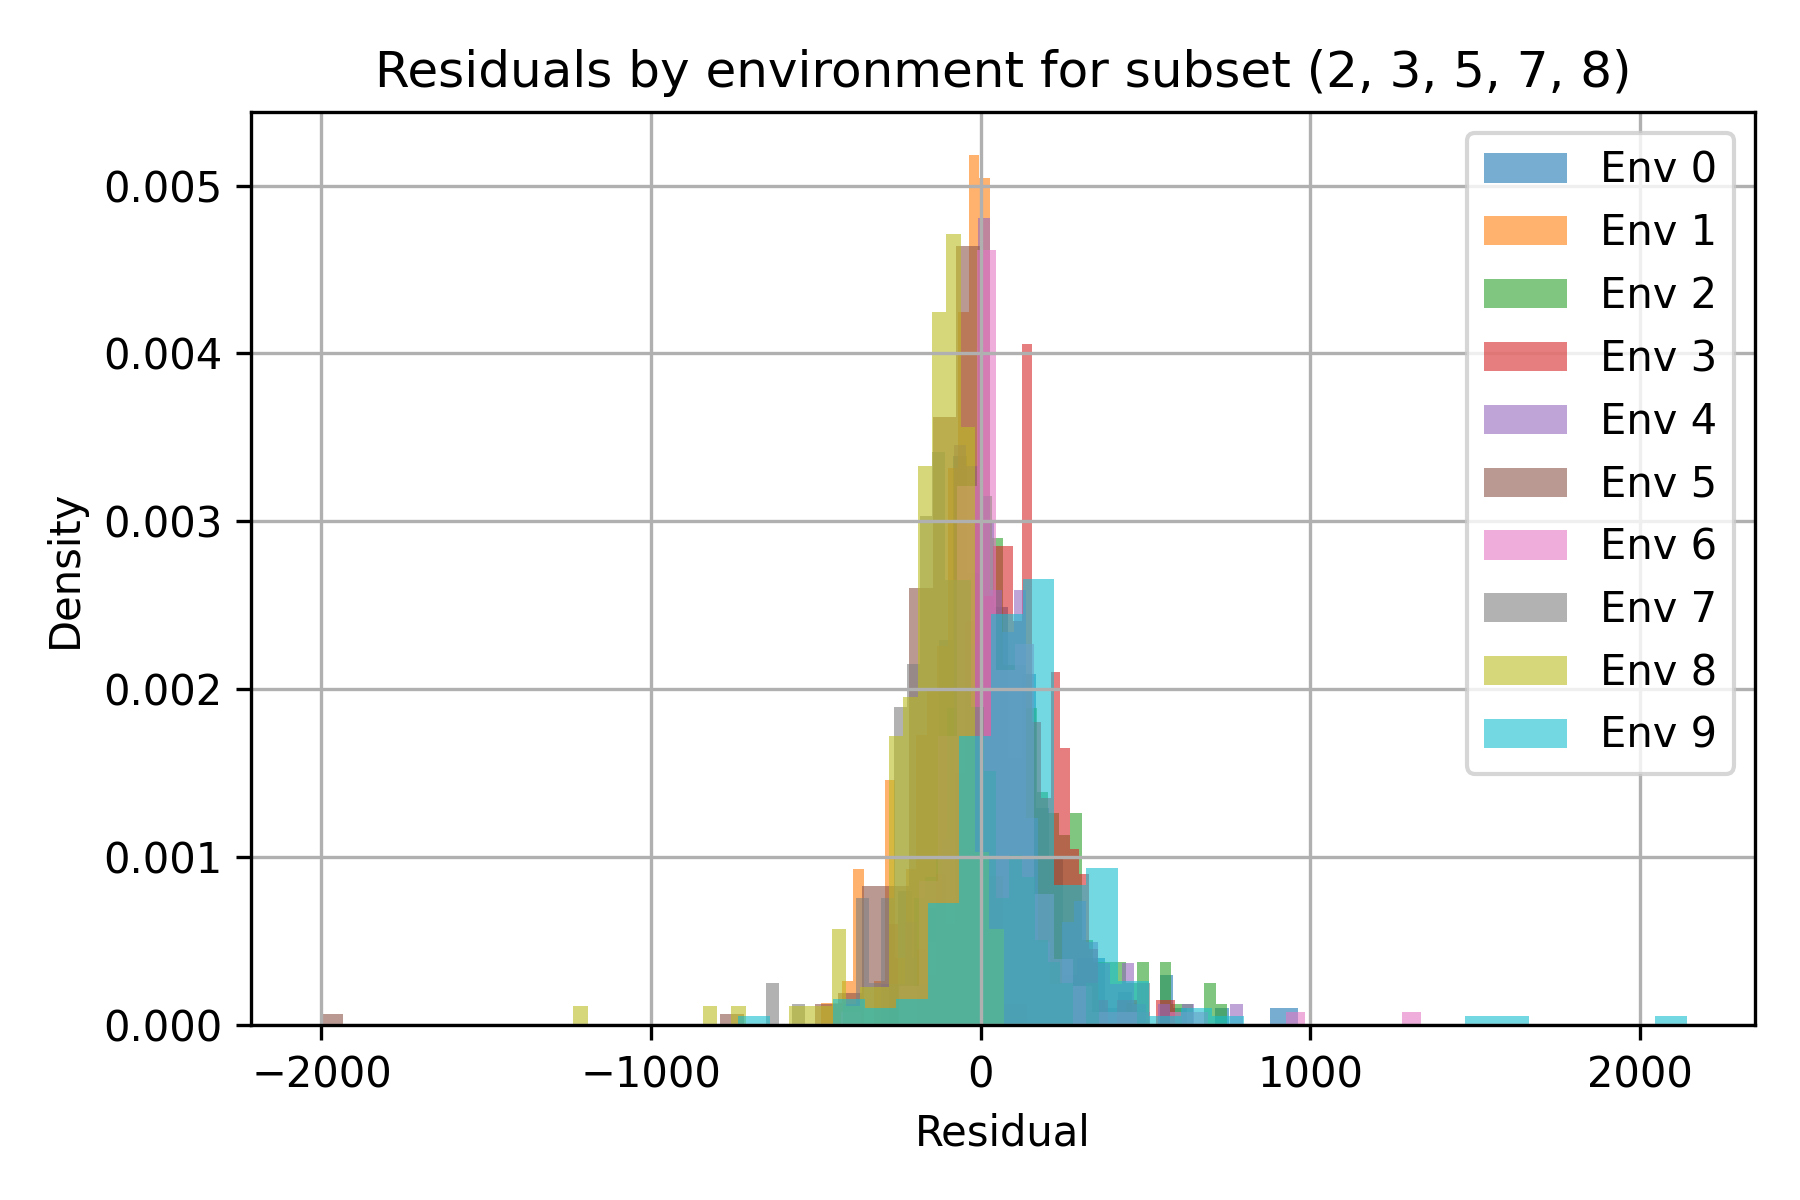 Residuals by environment for subset (2, 3, 5, 7, 8)
0.005
0.004
0.003
0.002
0.001
0.000
Density
−2000
−1000
0
1000
2000
Residual
Env 0
Env 1
Env 2
Env 3
Env 4
Env 5
Env 6
Env 7
Env 8
Env 9